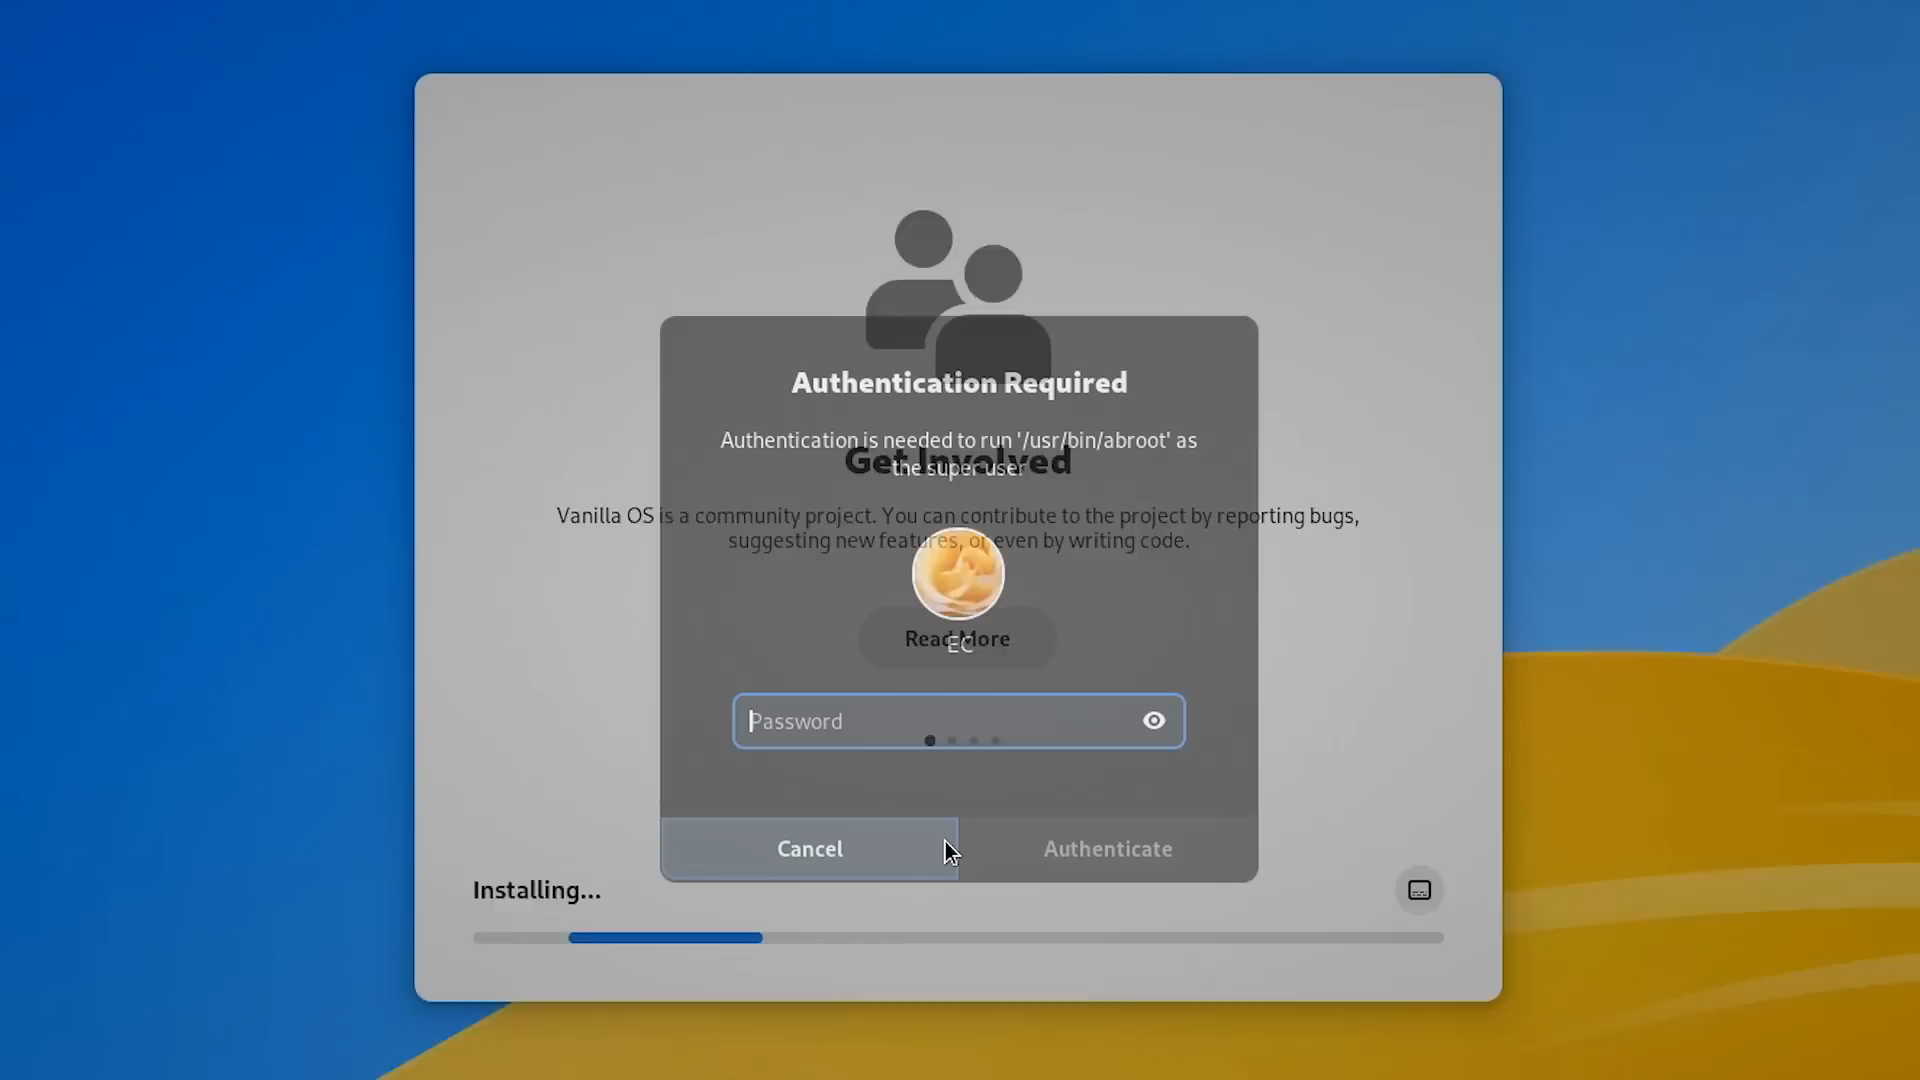 Authentication Required
Authentication is needed to run '/usr/bin/abroot' as
the super user
Get Involved
Vanilla OS is a community project. You can contribute to the project by reporting bugs,
suggesting new features, or even by writing code.
Read More
EC
Password
Cancel
Authenticate
Installing...